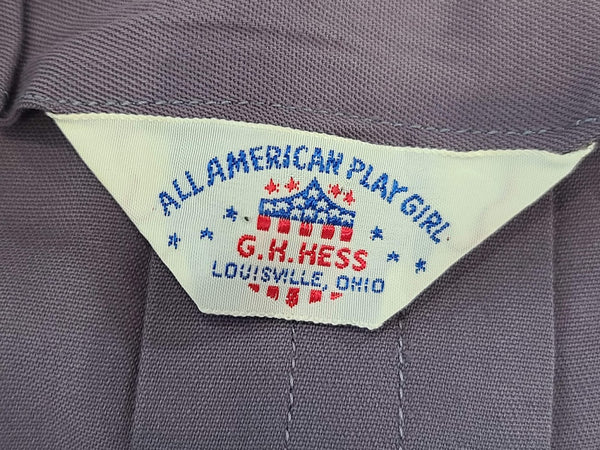 ALL AMERICAN PLAY GIRL
G.H.HESS
LOUISVILLE, OHIO